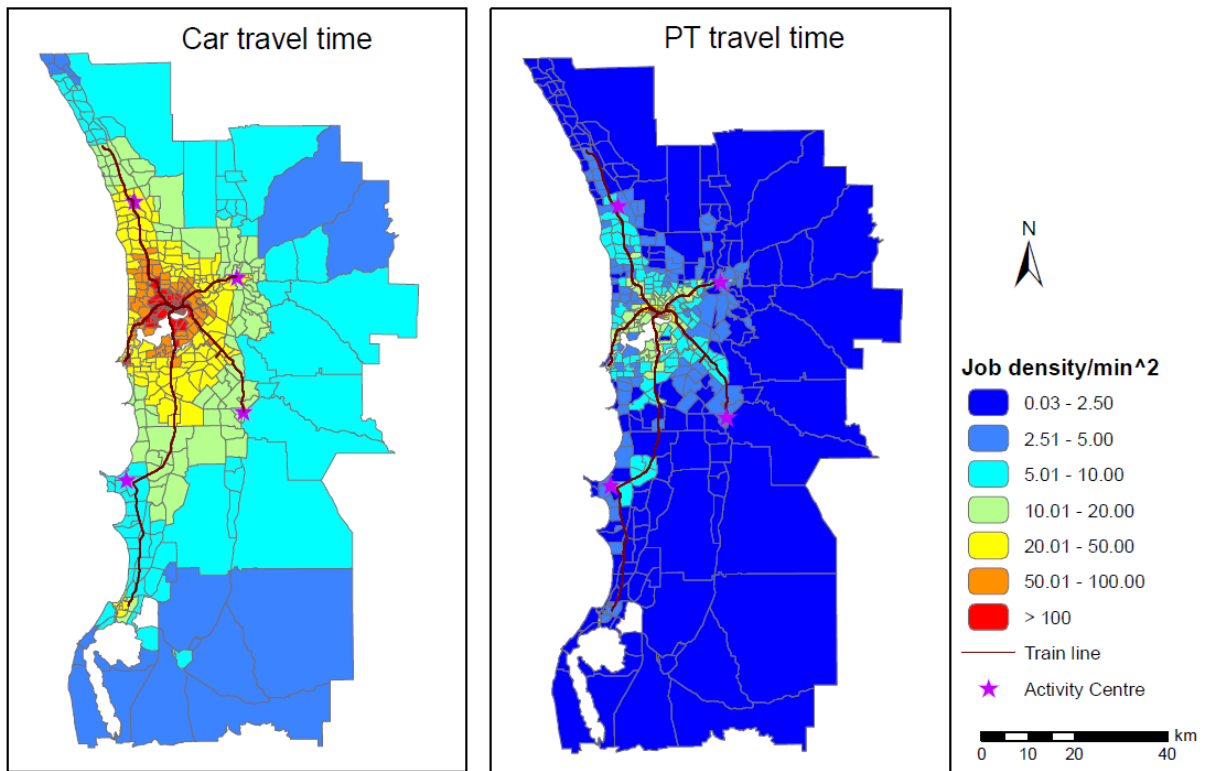 Car travel time
PT travel time
N
Job density/min^2
0.03 - 2.50
2.51 - 5.00
5.01 - 10.00
10.01 - 20.00
20.01 - 50.00
50.01 - 100.00
> 100
Train line
Activity Centre
km
0 10 20 40